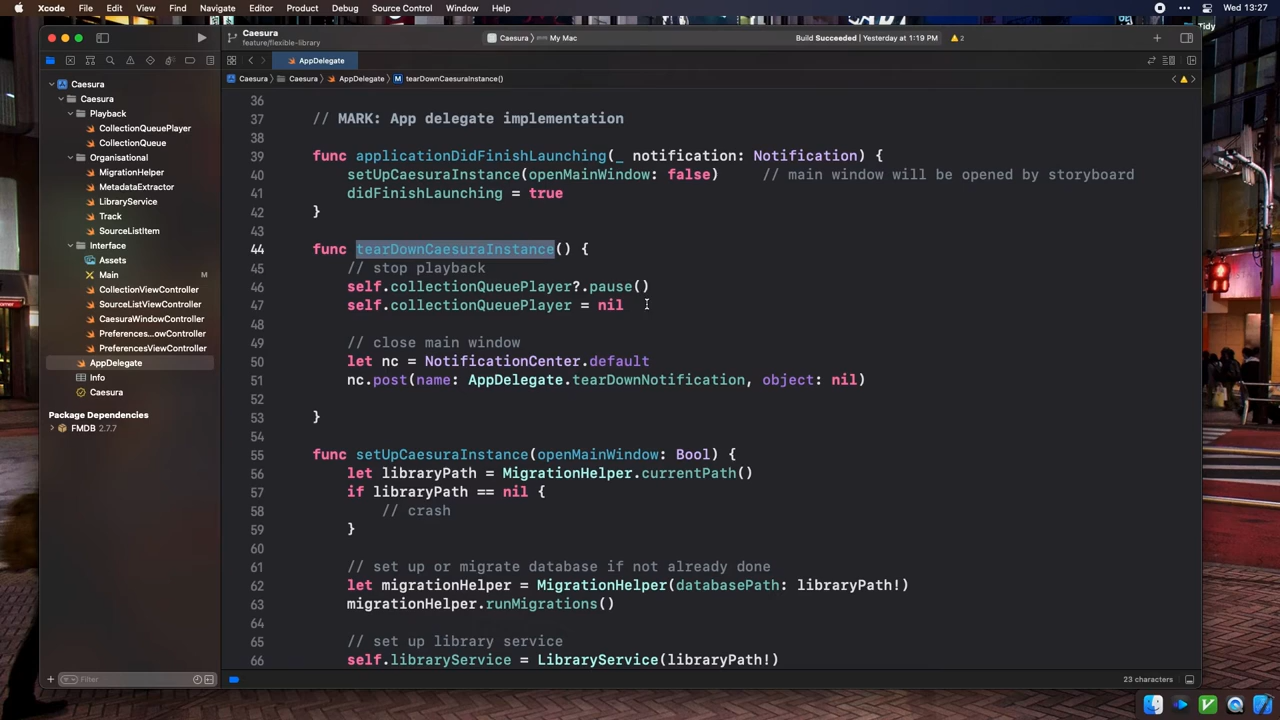 Xcode File Edit View Find Navigate Editor Product Debug Source Control Window Help
Wed 13:27
Tidy
Caesura
feature/flexible-library
Caesura
My Mac
Build Succeeded | Yesterday at 1:19 PM
2
AppDelegate
Caesura
Caesura
AppDelegate
M tearDownCaesuraInstance()
Caesura
Caesura
Playback
CollectionQueuePlayer
CollectionQueue
Organisational
MigrationHelper
MetadataExtractor
LibraryService
Track
SourceListItem
Interface
Assets
Main M
CollectionViewController
SourceListViewController
CaesuraWindowController
Preferences...owController
PreferencesViewController
AppDelegate
Info
Caesura
Package Dependencies
FMDB 2.7.7
Filter
36
37 // MARK: App delegate implementation
38
39 func applicationDidFinishLaunching(_ notification: Notification) {
40 setUpCaesuraInstance(openMainWindow: false) // main window will be opened by storyboard
41 didFinishLaunching = true
42 }
43
44 func tearDownCaesuraInstance() {
45 // stop playback
46 self.collectionQueuePlayer?.pause()
47 self.collectionQueuePlayer = nil
48
49 // close main window
50 let nc = NotificationCenter.default
51 nc.post(name: AppDelegate.tearDownNotification, object: nil)
52
53 }
54
55 func setUpCaesuraInstance(openMainWindow: Bool) {
56 let libraryPath = MigrationHelper.currentPath()
57 if libraryPath == nil {
58 // crash
59 }
60
61 // set up or migrate database if not already done
62 let migrationHelper = MigrationHelper(databasePath: libraryPath!)
63 migrationHelper.runMigrations()
64
65 // set up library service
66 self.libraryService = LibraryService(libraryPath!)
23 characters